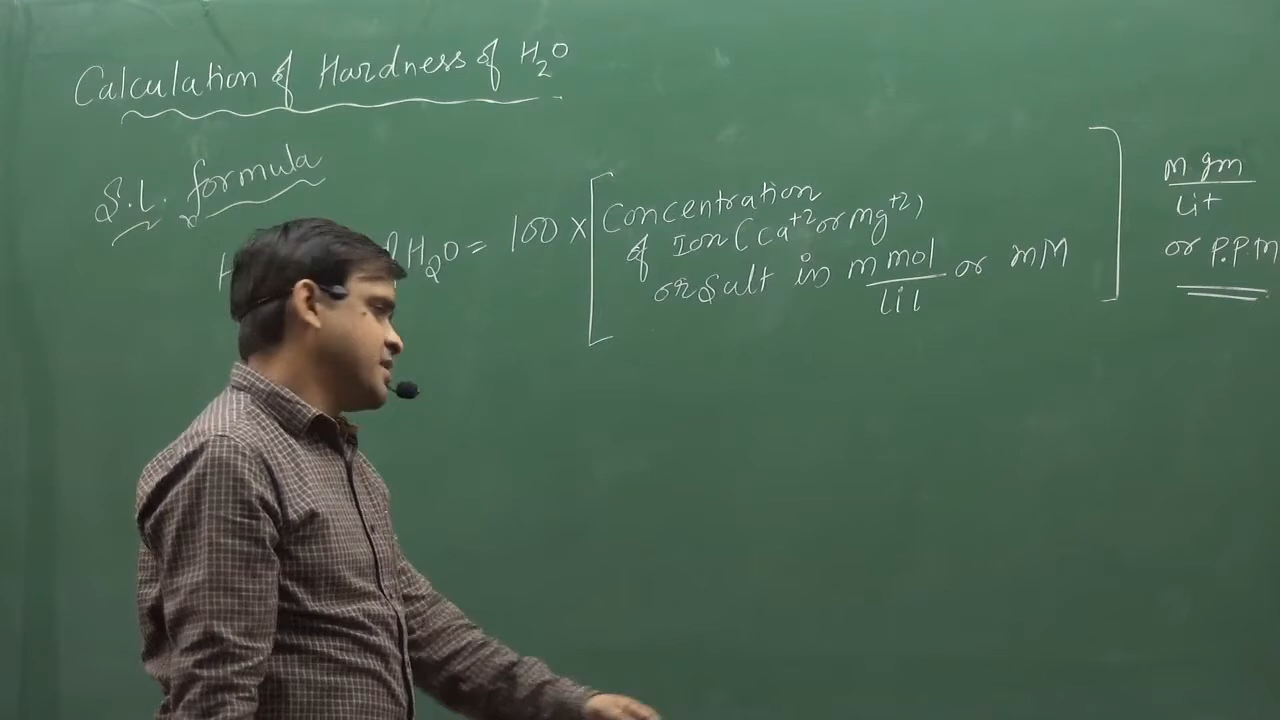 Calculation of Hardness of H₂O
S.L. formula
H₂O = 100 × [Concentration
of Ion (Ca⁺² or Mg⁺²)
or Salt in m mol/lit or mM]
m gm/Lit
or P.P.M